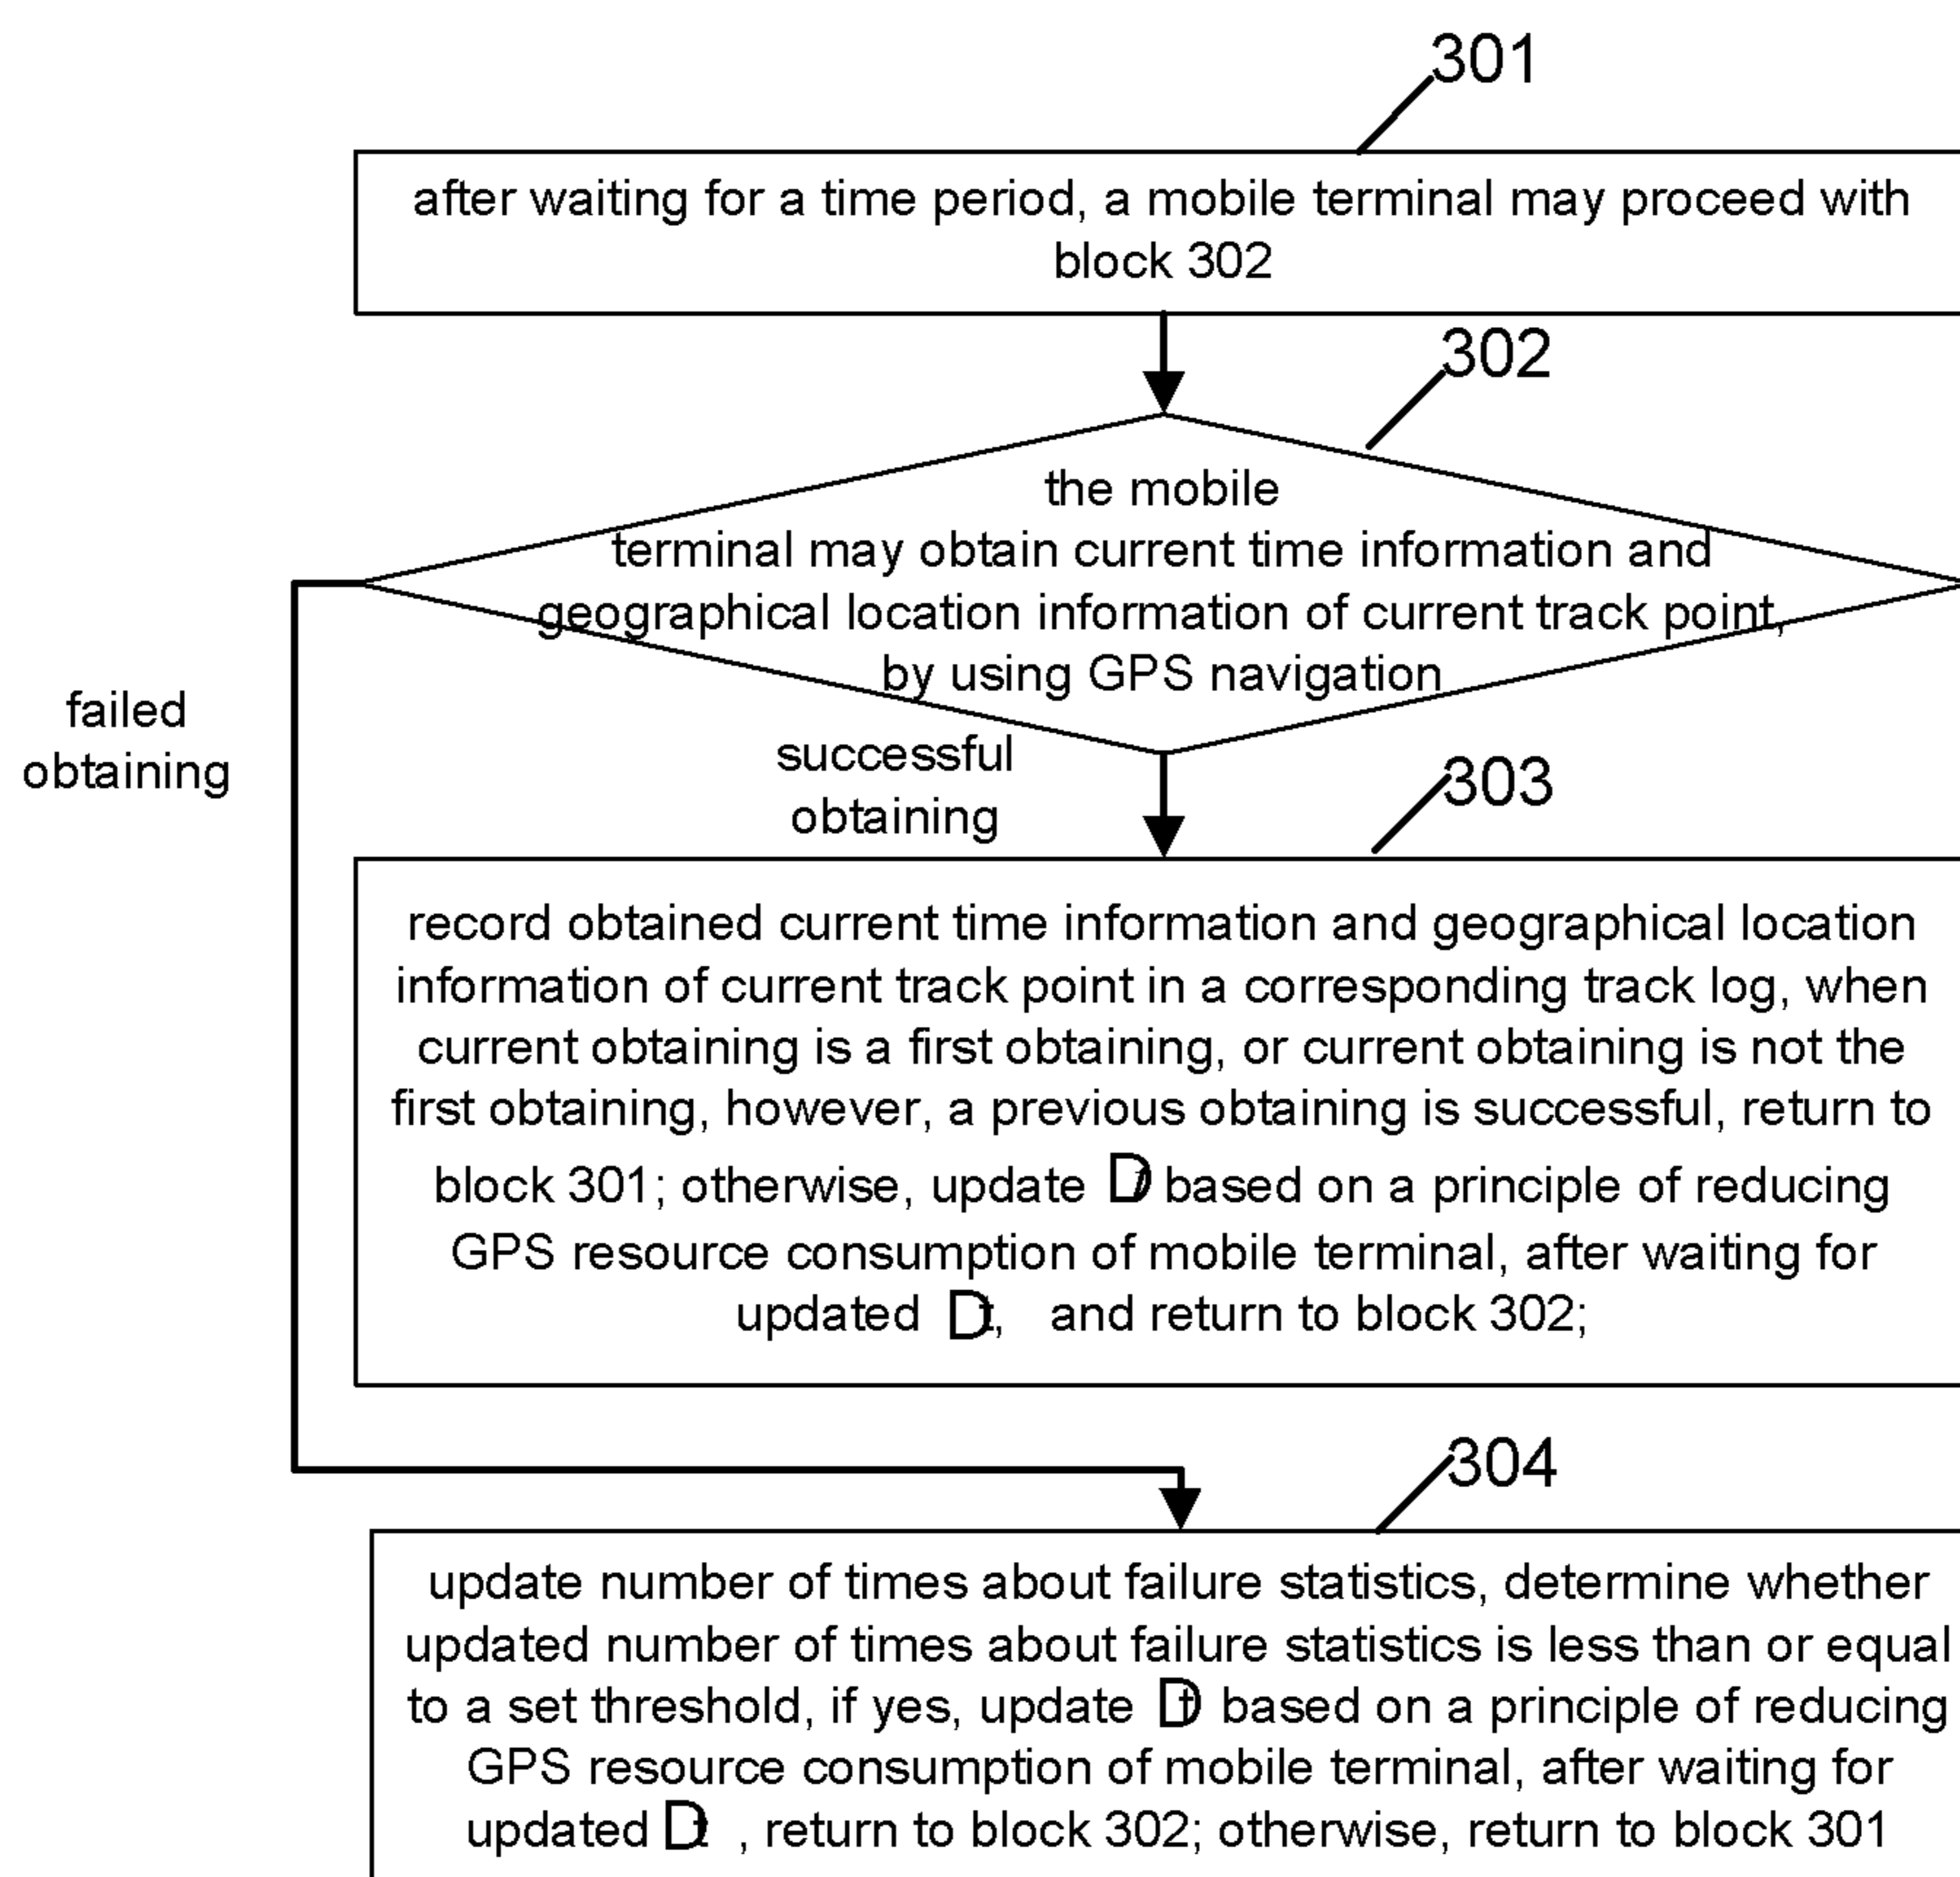 301
after waiting for a time period, a mobile terminal may proceed with
block 302
302
the mobile
terminal may obtain current time information and
geographical location information of current track point,
by using GPS navigation
failed
obtaining
successful
obtaining
303
record obtained current time information and geographical location
information of current track point in a corresponding track log, when
current obtaining is a first obtaining, or current obtaining is not the
first obtaining, however, a previous obtaining is successful, return to
block 301; otherwise, update Dt based on a principle of reducing
GPS resource consumption of mobile terminal, after waiting for
updated Dt, and return to block 302;
304
update number of times about failure statistics, determine whether
updated number of times about failure statistics is less than or equal
to a set threshold, if yes, update Dt based on a principle of reducing
GPS resource consumption of mobile terminal, after waiting for
updated Dt , return to block 302; otherwise, return to block 301